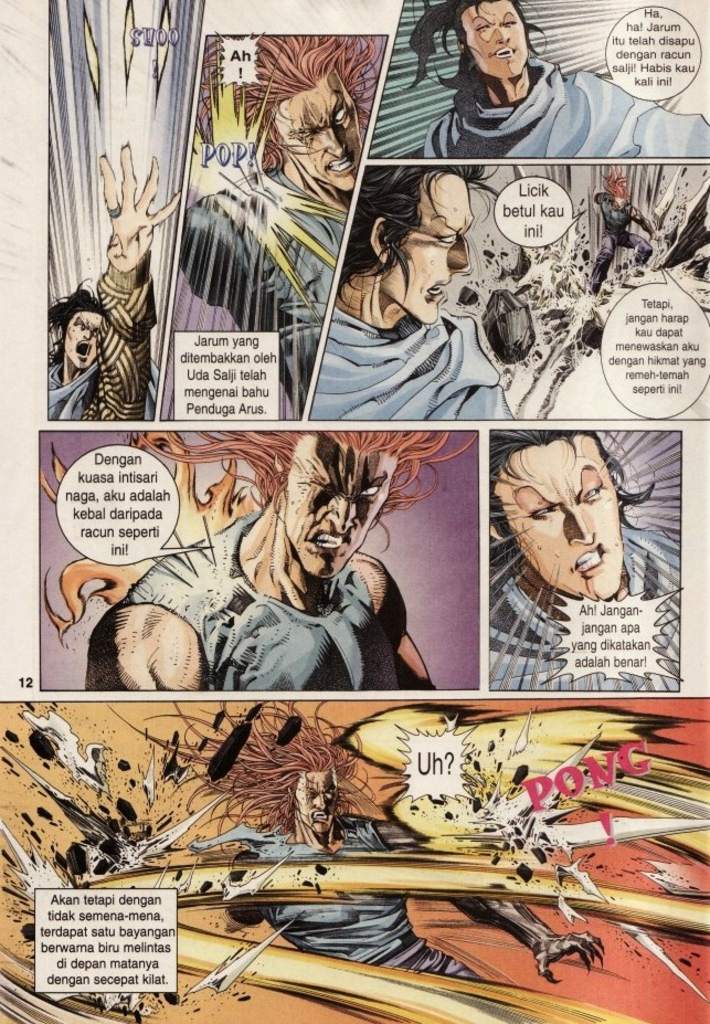 SHOO
!
Ah
!
POP!
Jarum yang
ditembakkan oleh
Uda Salji telah
mengenai bahu
Penduga Arus.
Ha,
ha! Jarum
itu telah disapu
dengan racun
salji! Habis kau
kali ini!
Licik
betul kau
ini!
Tetapi,
jangan harap
kau dapat
menewaskan aku
dengan hikmat yang
remeh-temah
seperti ini!
Dengan
kuasa intisari
naga, aku adalah
kebal daripada
racun seperti
ini!
Ah! Jangan-
jangan apa
yang dikatakan
adalah benar!
12
Uh?
PONG
!
Akan tetapi dengan
tidak semena-mena,
terdapat satu bayangan
berwarna biru melintas
di depan matanya
dengan secepat kilat.